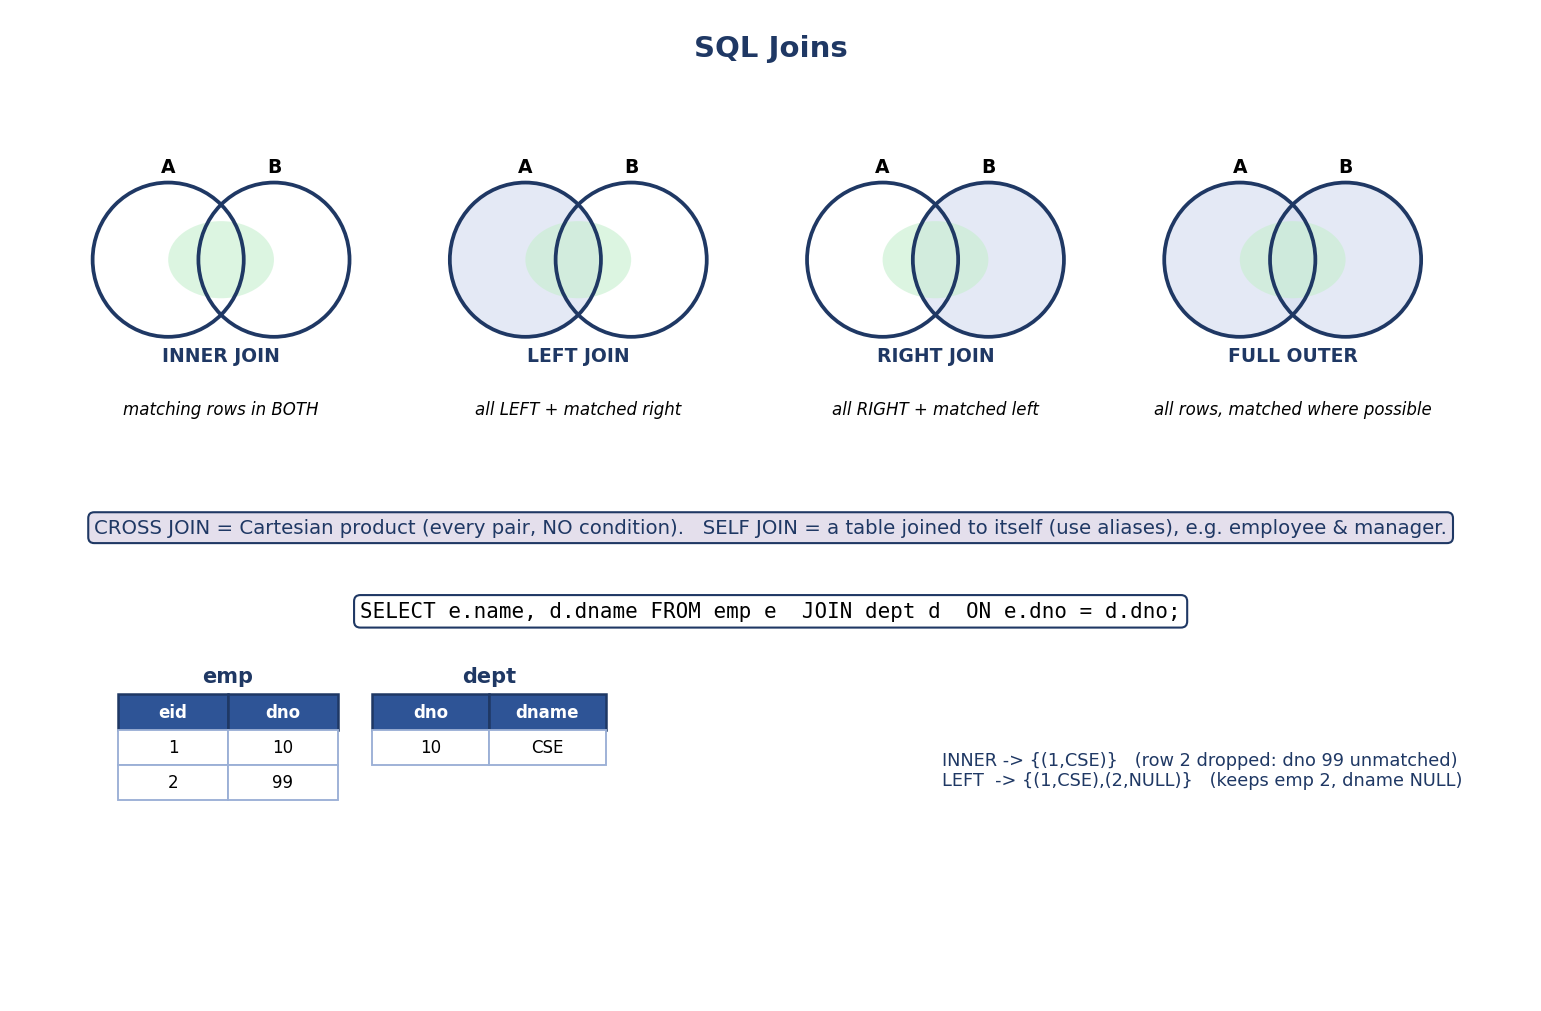 SQL Joins
A B A B A B A B
INNER JOIN LEFT JOIN RIGHT JOIN FULL OUTER
matching rows in BOTH all LEFT + matched right all RIGHT + matched left all rows, matched where possible
CROSS JOIN = Cartesian product (every pair, NO condition).   SELF JOIN = a table joined to itself (use aliases), e.g. employee & manager.
SELECT e.name, d.dname FROM emp e  JOIN dept d  ON e.dno = d.dno;
emp dept
eid dno dno dname
1 10 10 CSE
2 99
INNER -> {(1,CSE)}   (row 2 dropped: dno 99 unmatched)
LEFT  -> {(1,CSE),(2,NULL)}   (keeps emp 2, dname NULL)